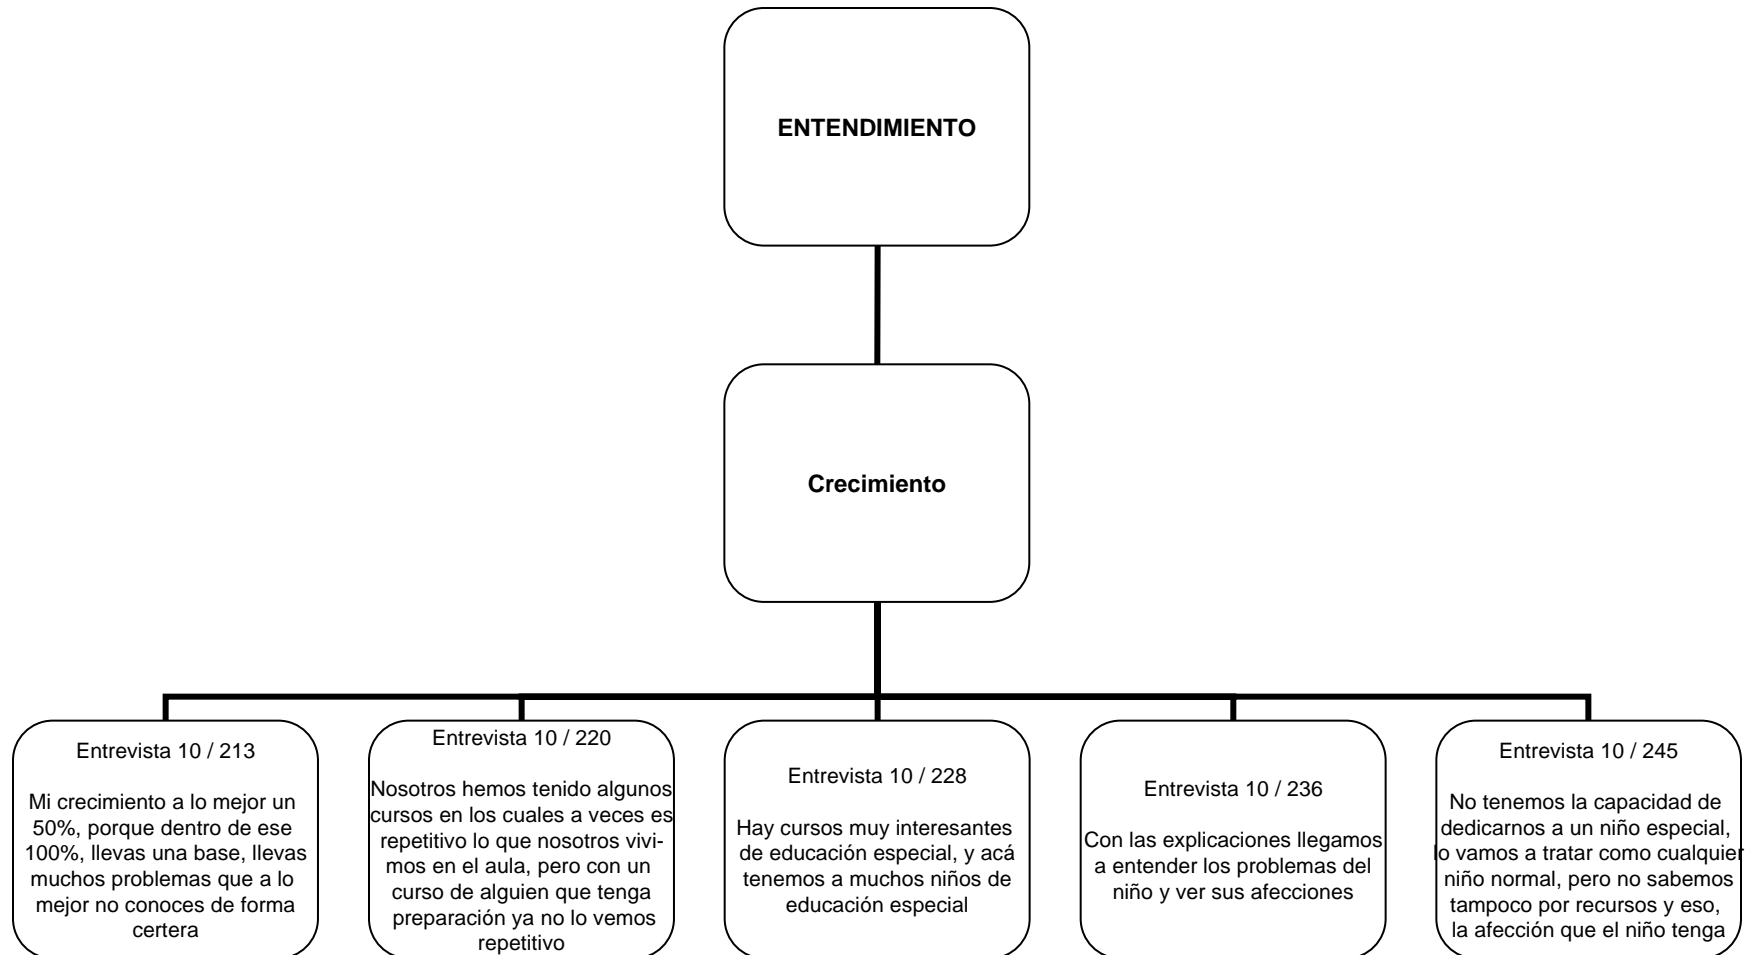 ENTENDIMIENTO
Crecimiento
Entrevista 10 / 213
Mi crecimiento a lo mejor un
50%, porque dentro de ese
100%, llevas una base, llevas
muchos problemas que a lo
mejor no conoces de forma
certera
Entrevista 10 / 220
Nosotros hemos tenido algunos
cursos en los cuales a veces es
repetitivo lo que nosotros vivi-
mos en el aula, pero con un
curso de alguien que tenga
preparación ya no lo vemos
repetitivo
Entrevista 10 / 228
Hay cursos muy interesantes
de educación especial, y acá
tenemos a muchos niños de
educación especial
Entrevista 10 / 236
Con las explicaciones llegamos
a entender los problemas del
niño y ver sus afecciones
Entrevista 10 / 245
No tenemos la capacidad de
dedicarnos a un niño especial,
lo vamos a tratar como cualquier
niño normal, pero no sabemos
tampoco por recursos y eso,
la afección que el niño tenga